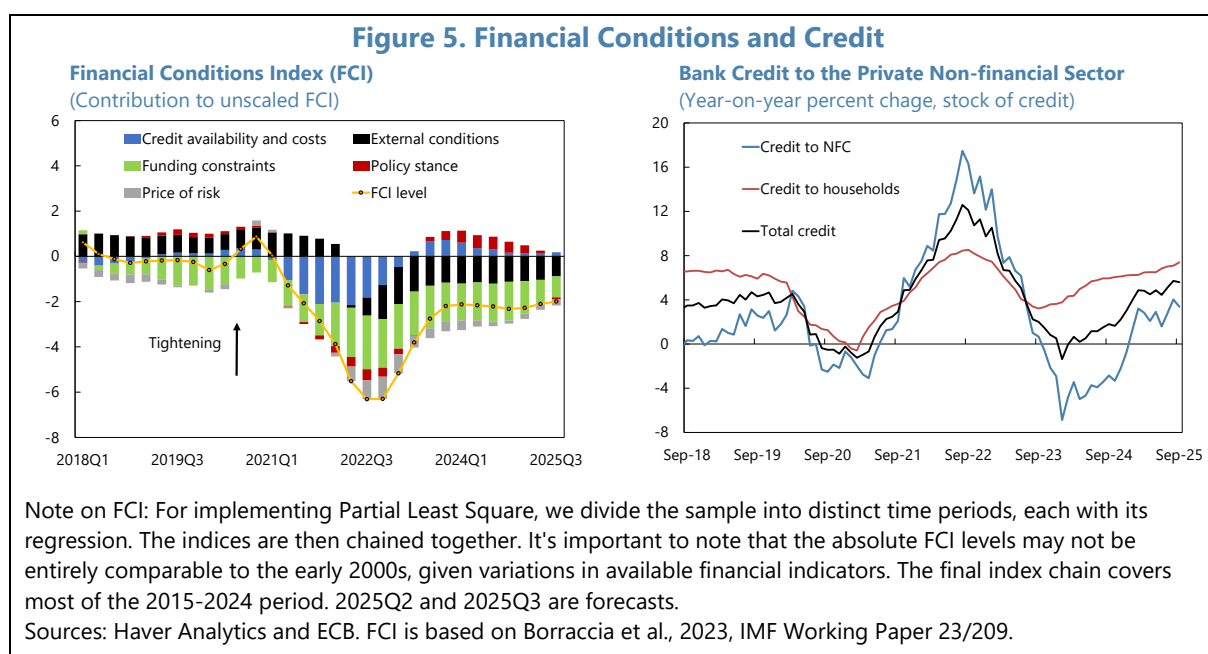 Figure 5. Financial Conditions and Credit
Financial Conditions Index (FCI)
(Contribution to unscaled FCI)
6
4
2
0
-2
-4
-6
-8
Credit availability and costs
External conditions
Funding constraints
Policy stance
Price of risk
FCI level
Tightening
2018Q1
2019Q3
2021Q1
2022Q3
2024Q1
2025Q3
Bank Credit to the Private Non-financial Sector
(Year-on-year percent chage, stock of credit)
20
16
12
8
4
0
-4
-8
Credit to NFC
Credit to households
Total credit
Sep-18
Sep-19
Sep-20
Sep-21
Sep-22
Sep-23
Sep-24
Sep-25
Note on FCI: For implementing Partial Least Square, we divide the sample into distinct time periods, each with its
regression. The indices are then chained together. It's important to note that the absolute FCI levels may not be
entirely comparable to the early 2000s, given variations in available financial indicators. The final index chain covers
most of the 2015-2024 period. 2025Q2 and 2025Q3 are forecasts.
Sources: Haver Analytics and ECB. FCI is based on Borraccia et al., 2023, IMF Working Paper 23/209.